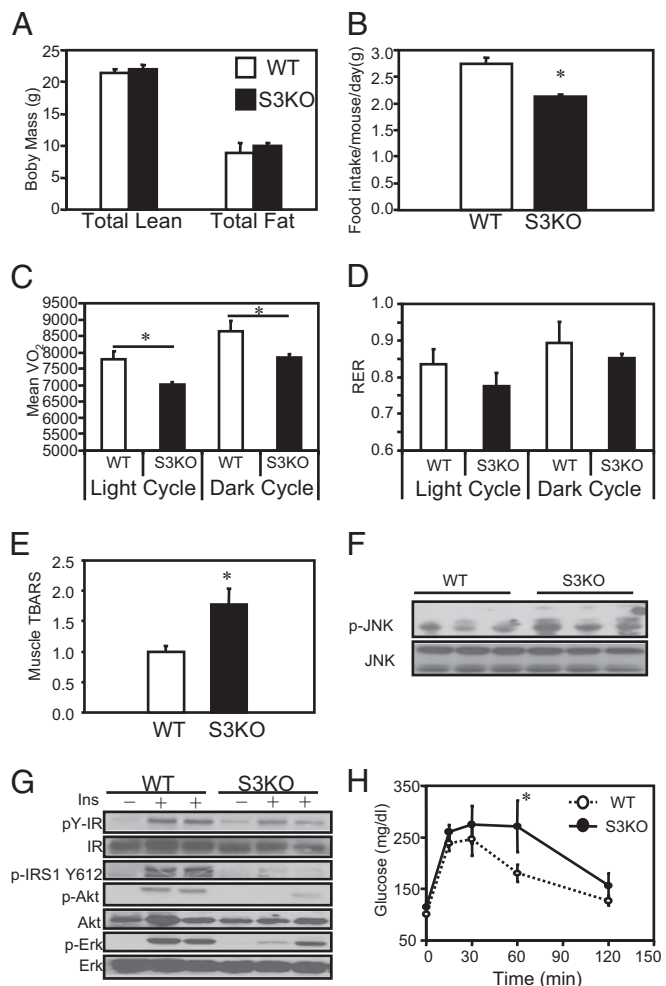 A
Boby Mass (g)
25
20
15
10
5
0
WT
S3KO
Total Lean
Total Fat
B
Food intake/mouse/day(g)
3.0
2.5
2.0
1.5
1.0
0.5
0.0
*
WT
S3KO
C
Mean VO2
9500
9000
8500
8000
7500
7000
6500
6000
5500
5000
*
*
WT
S3KO
WT
S3KO
Light Cycle
Dark Cycle
D
RER
1.0
0.9
0.8
0.7
0.6
WT
S3KO
WT
S3KO
Light Cycle
Dark Cycle
E
Muscle TBARS
2.5
2.0
1.5
1.0
0.5
0.0
*
WT
S3KO
F
WT
S3KO
p-JNK
JNK
G
WT
S3KO
Ins − + + − + +
pY-IR
IR
p-IRS1 Y612
p-Akt
Akt
p-Erk
Erk
H
Glucose (mg/dl)
350
250
150
50
*
WT
S3KO
0 30 60 90 120 150
Time (min)